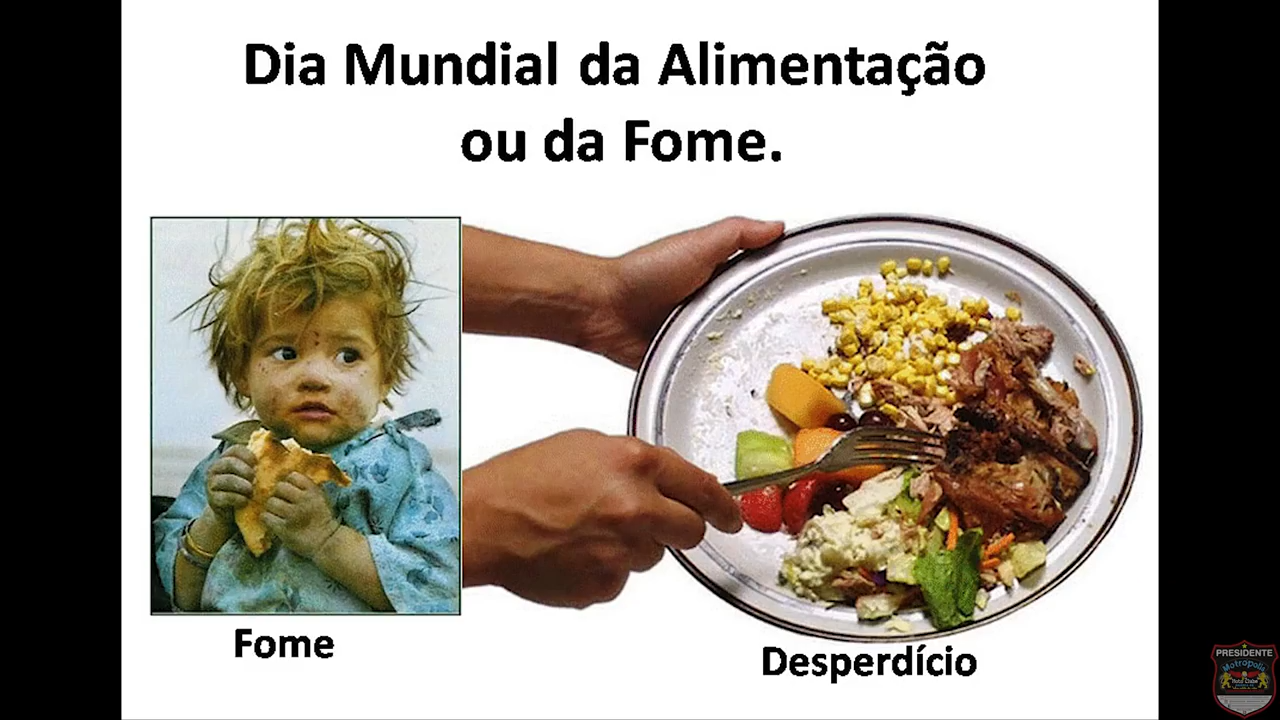 Dia Mundial da Alimentação
ou da Fome.
Fome
Desperdício
PRESIDENTE